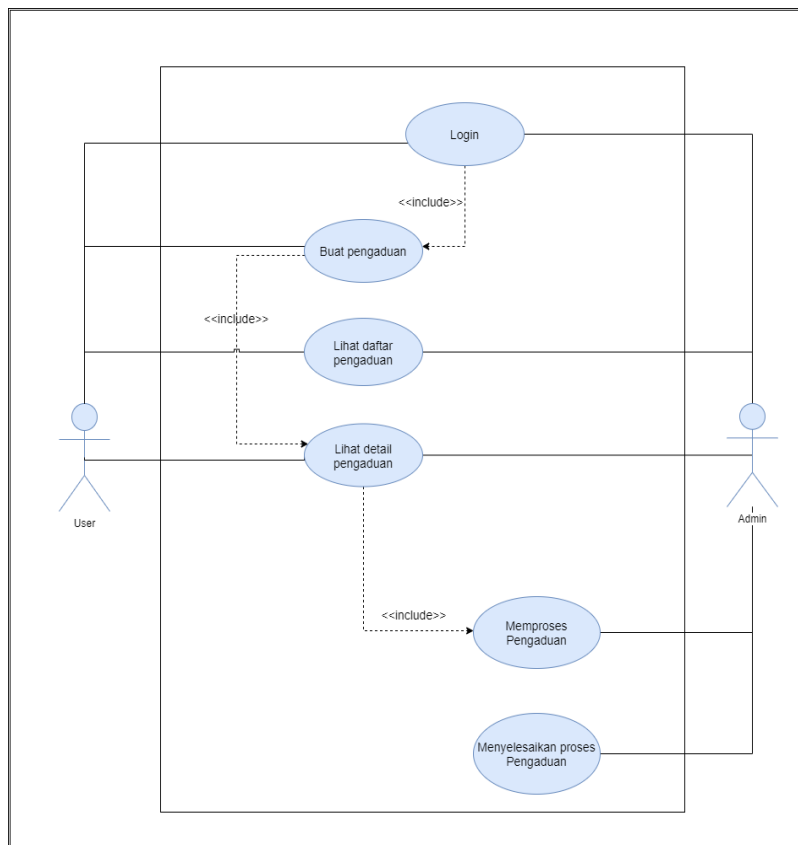 Login
<<include>>
Buat pengaduan
<<include>>
Lihat daftar
pengaduan
Lihat detail
pengaduan
User
Admin
<<include>>
Memproses
Pengaduan
Menyelesaikan proses
Pengaduan